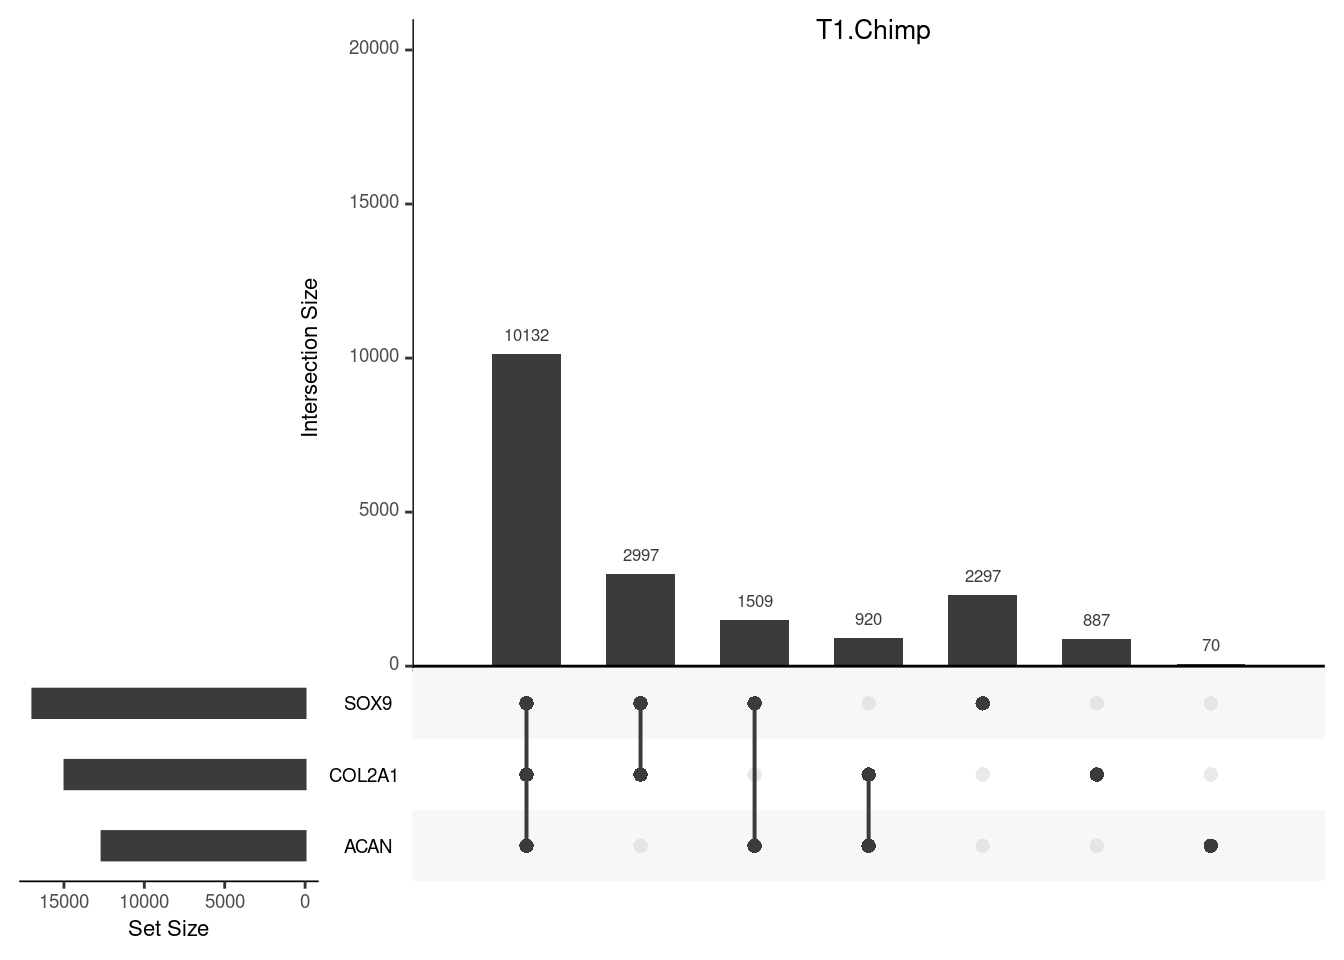 T1.Chimp
20000
15000
10000
5000
0
Intersection Size
10132
2997
1509
920
2297
887
70
SOX9
COL2A1
ACAN
15000 10000 5000 0
Set Size